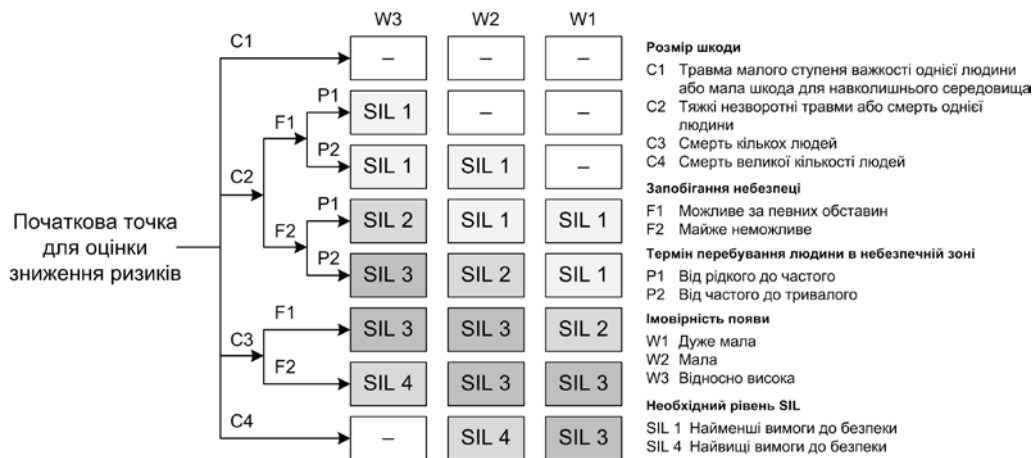 W3 W2 W1
C1 – – –
P1 SIL 1 – –
F1
P2 SIL 1 SIL 1 –
C2
P1 SIL 2 SIL 1 SIL 1
F2
P2 SIL 3 SIL 2 SIL 1
Початкова точка
для оцінки
зниження ризиків
F1 SIL 3 SIL 3 SIL 2
C3
F2 SIL 4 SIL 3 SIL 3
C4 – SIL 4 SIL 3
Розмір шкоди
C1 Травма малого ступеня важкості однієї людини
або мала шкода для навколишнього середовища
C2 Тяжкі незворотні травми або смерть однієї
людини
C3 Смерть кількох людей
C4 Смерть великої кількості людей
Запобігання небезпеці
F1 Можливе за певних обставин
F2 Майже неможливе
Термін перебування людини в небезпечній зоні
P1 Від рідкого до частого
P2 Від частого до тривалого
Імовірність появи
W1 Дуже мала
W2 Мала
W3 Відносно висока
Необхідний рівень SIL
SIL 1 Найменші вимоги до безпеки
SIL 4 Найвищі вимоги до безпеки